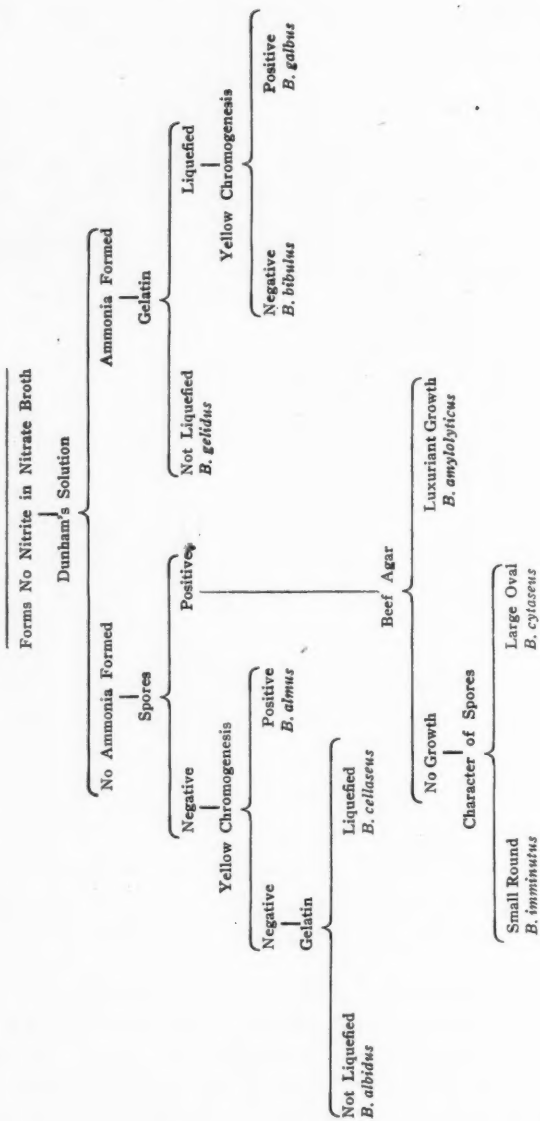 Forms No Nitrite in Nitrate Broth
Dunham's Solution
No Ammonia Formed
Ammonia Formed
Spores
Gelatin
Negative
Positive
Not Liquefied
B. gelidus
Liquefied
Yellow Chromogenesis
Yellow Chromogenesis
Negative
Positive
B. almus
Negative
B. bibulus
Positive
B. galbus
Gelatin
Not Liquefied
B. albidus
Liquefied
B. cellaseus
Beef Agar
No Growth
Luxuriant Growth
B. amylolyticus
Character of Spores
Small Round
B. imminutus
Large Oval
B. cytaseus